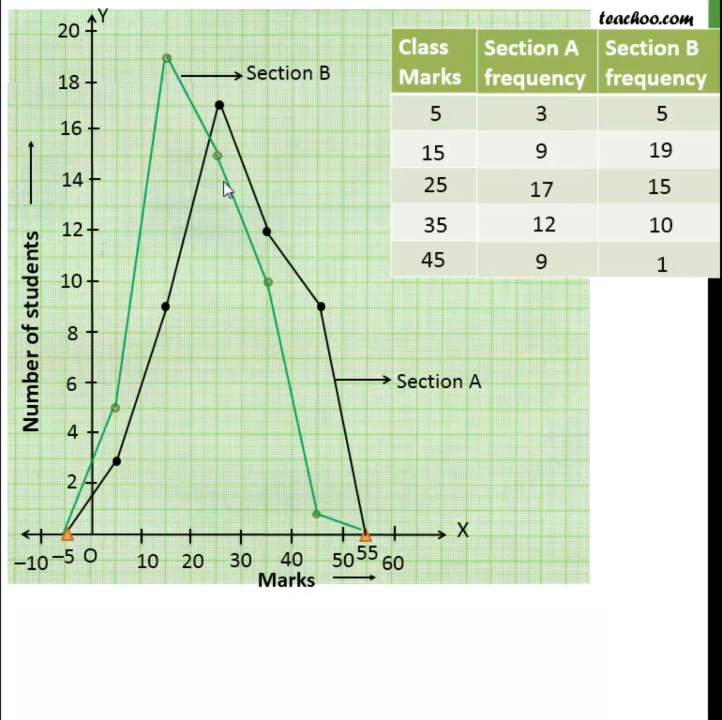 teachoo.com
Y
20
18
16
14
12
10
8
6
4
2
Number of students
Section B
Section A
X
−10 −5 O 10 20 30 40 50 55 60
Marks
Class Marks Section A frequency Section B frequency
5 3 5
15 9 19
25 17 15
35 12 10
45 9 1